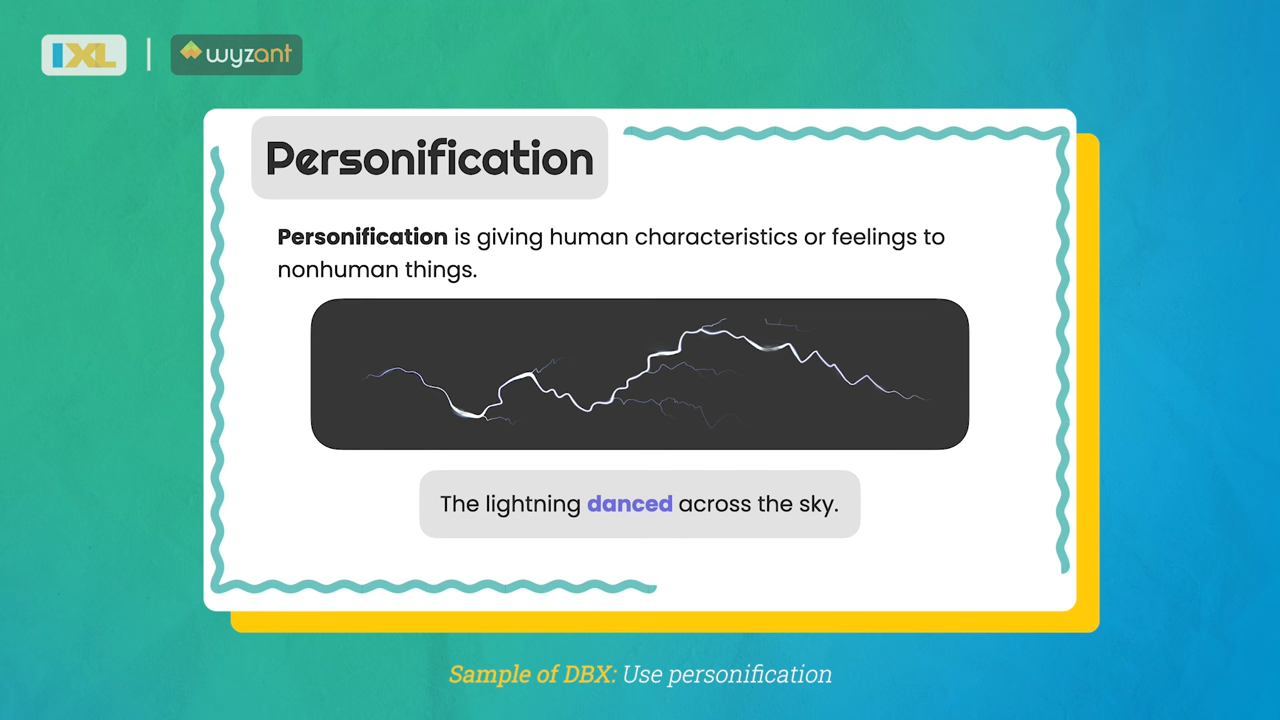 IXL | wyzant
Personification
Personification is giving human characteristics or feelings to
nonhuman things.
The lightning danced across the sky.
Sample of DBX: Use personification